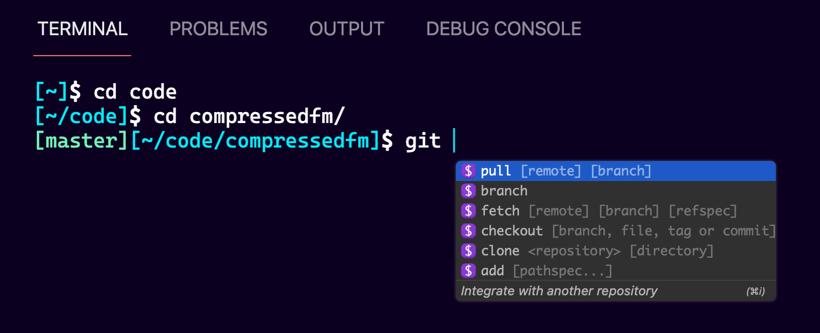 TERMINAL PROBLEMS OUTPUT DEBUG CONSOLE
[~]$ cd code
[~/code]$ cd compressedfm/
[master][~/code/compressedfm]$ git
$ pull [remote] [branch]
$ branch
$ fetch [remote] [branch] [refspec]
$ checkout [branch, file, tag or commit]
$ clone <repository> [directory]
$ add [pathspec...]
Integrate with another repository (⌘i)